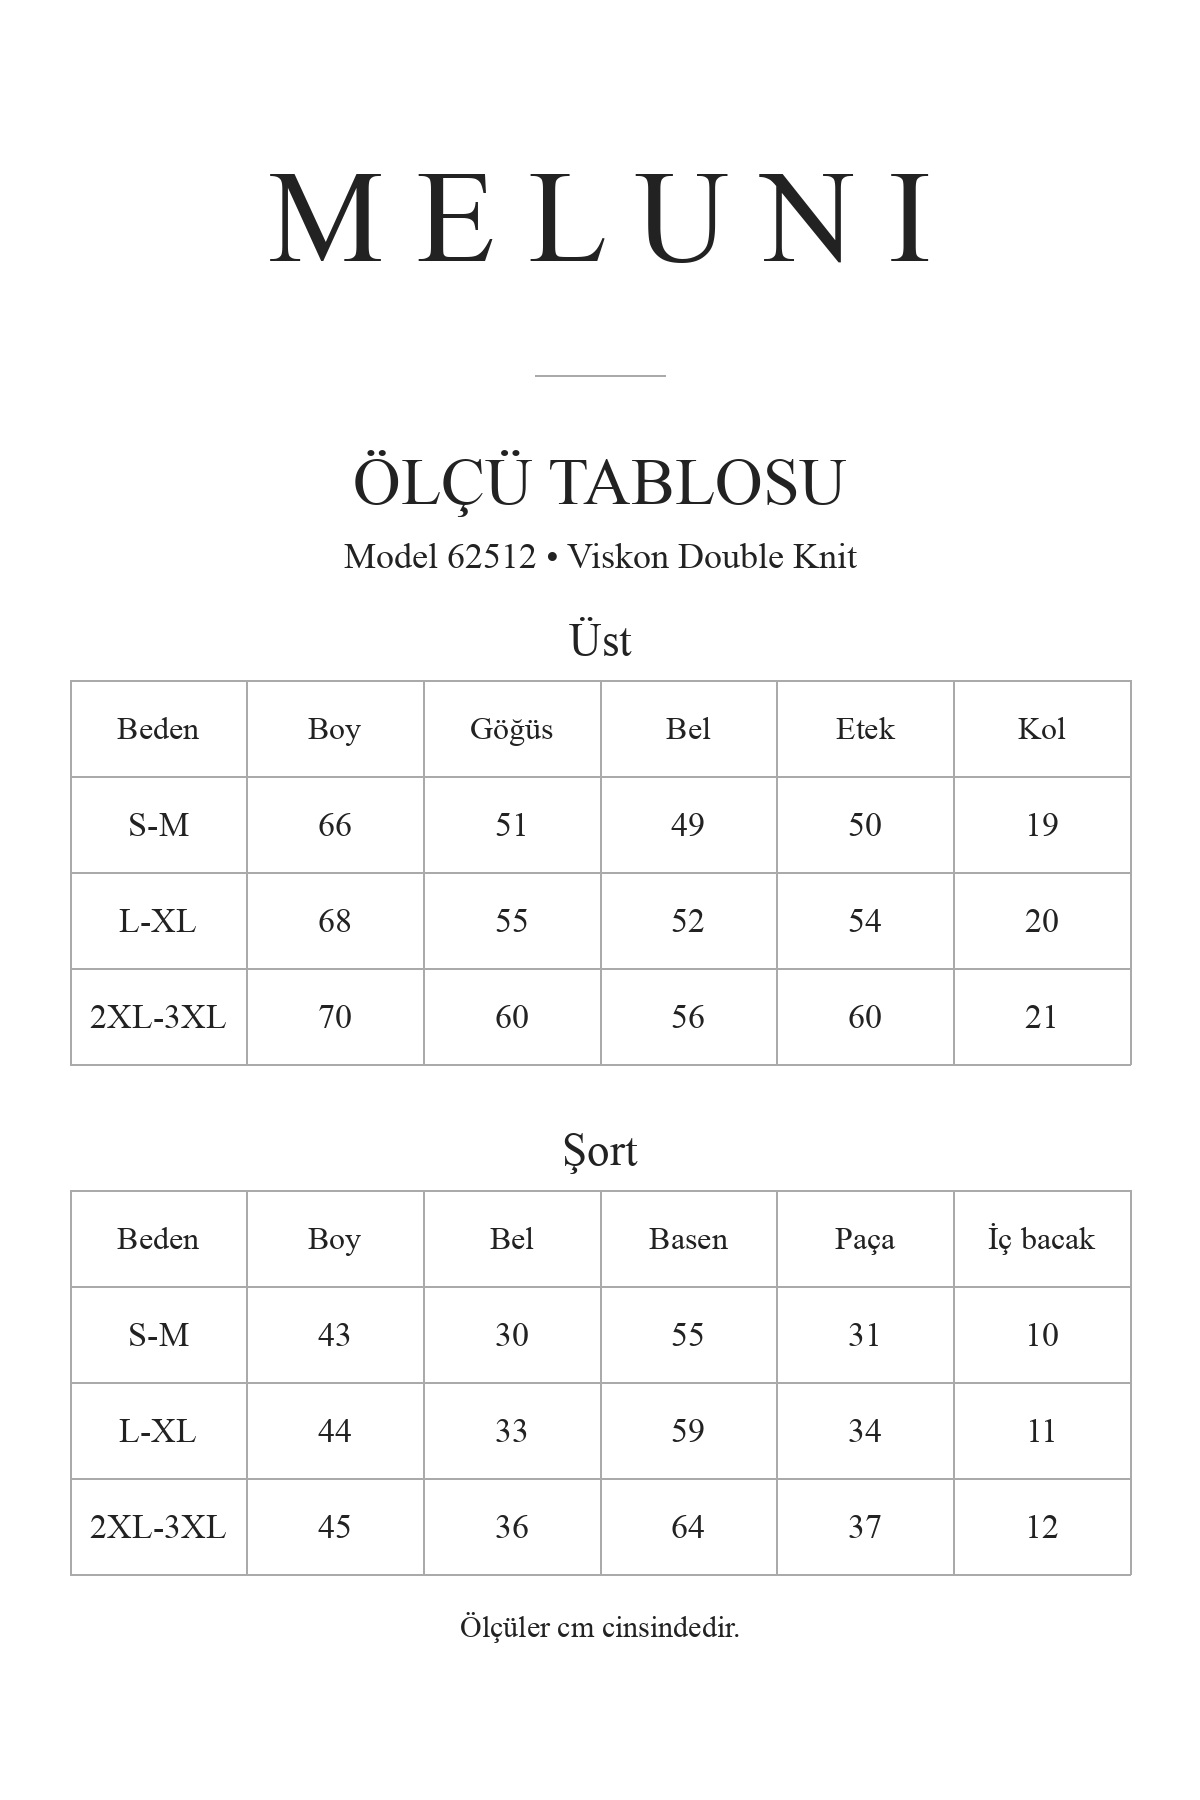 MELUNI
ÖLÇÜ TABLOSU
Model 62512 • Viskon Double Knit
Üst
Beden Boy Göğüs Bel Etek Kol
S-M 66 51 49 50 19
L-XL 68 55 52 54 20
2XL-3XL 70 60 56 60 21
Şort
Beden Boy Bel Basen Paça İç bacak
S-M 43 30 55 31 10
L-XL 44 33 59 34 11
2XL-3XL 45 36 64 37 12
Ölçüler cm cinsindedir.